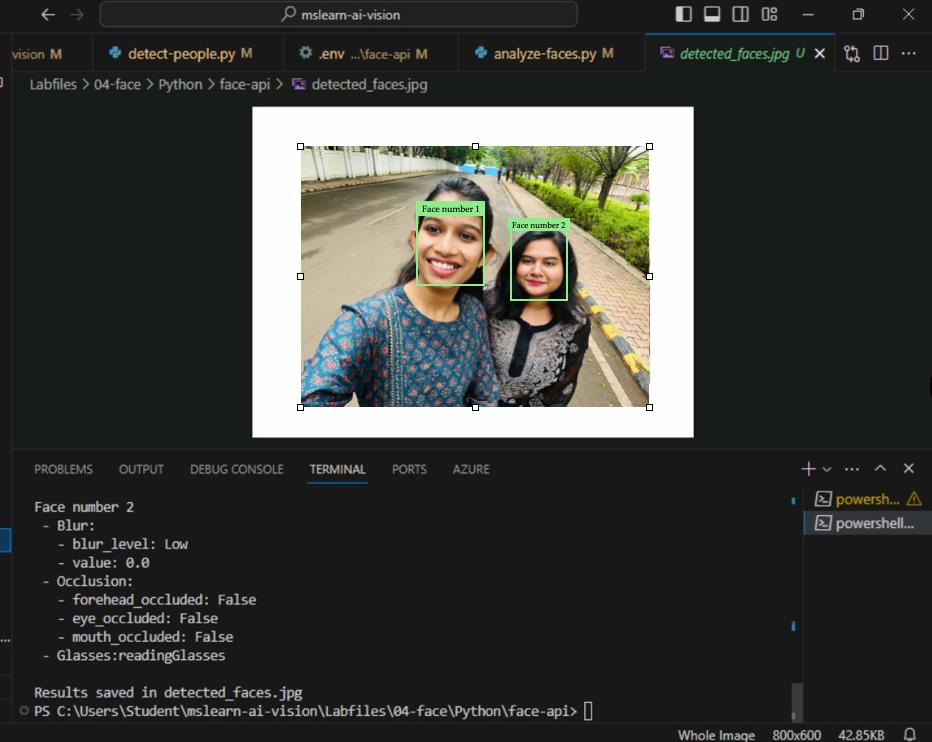 mslearn-ai-vision
vision M
detect-people.py M
.env ...\face-api M
analyze-faces.py M
detected_faces.jpg U
Labfiles > 04-face > Python > face-api > detected_faces.jpg
Face number 1
Face number 2
PROBLEMS OUTPUT DEBUG CONSOLE TERMINAL PORTS AZURE
powersh...
powershell...
Face number 2
- Blur:
- blur_level: Low
- value: 0.0
- Occlusion:
- forehead_occluded: False
- eye_occluded: False
- mouth_occluded: False
- Glasses:readingGlasses
Results saved in detected_faces.jpg
PS C:\Users\Student\mslearn-ai-vision\Labfiles\04-face\Python\face-api>
Whole Image 800x600 42.85KB